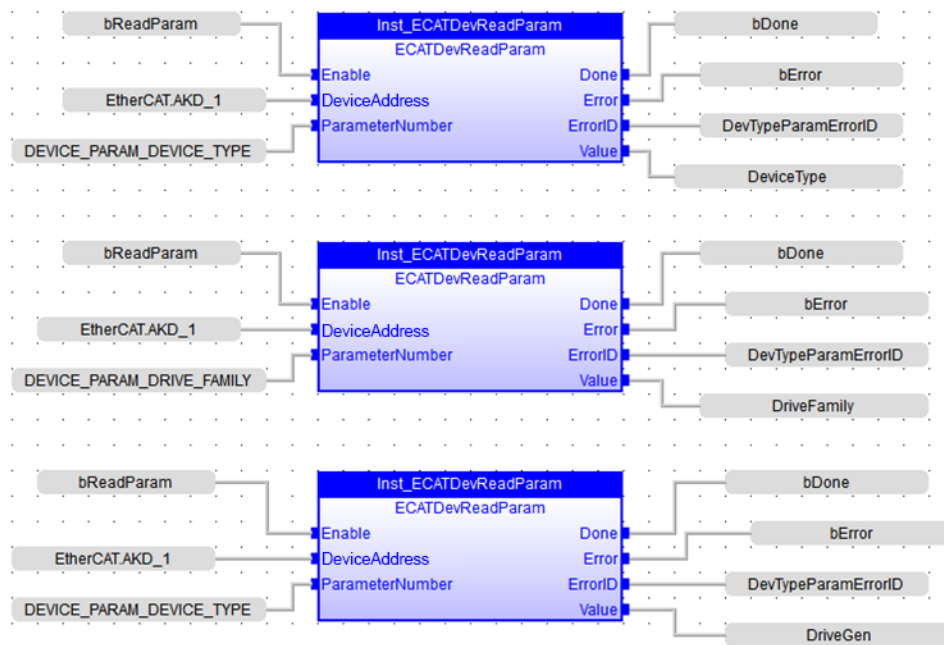 bReadParam
Inst_ECATDevReadParam
bDone
ECATDevReadParam
Enable
Done
bError
EtherCAT.AKD_1
DeviceAddress
Error
ParameterNumber
ErrorID
DevTypeParamErrorID
DEVICE_PARAM_DEVICE_TYPE
Value
DeviceType
bReadParam
Inst_ECATDevReadParam
bDone
ECATDevReadParam
Enable
Done
bError
EtherCAT.AKD_1
DeviceAddress
Error
ParameterNumber
ErrorID
DevTypeParamErrorID
DEVICE_PARAM_DRIVE_FAMILY
Value
DriveFamily
bReadParam
Inst_ECATDevReadParam
bDone
ECATDevReadParam
Enable
Done
bError
EtherCAT.AKD_1
DeviceAddress
Error
ParameterNumber
ErrorID
DevTypeParamErrorID
DEVICE_PARAM_DEVICE_TYPE
Value
DriveGen